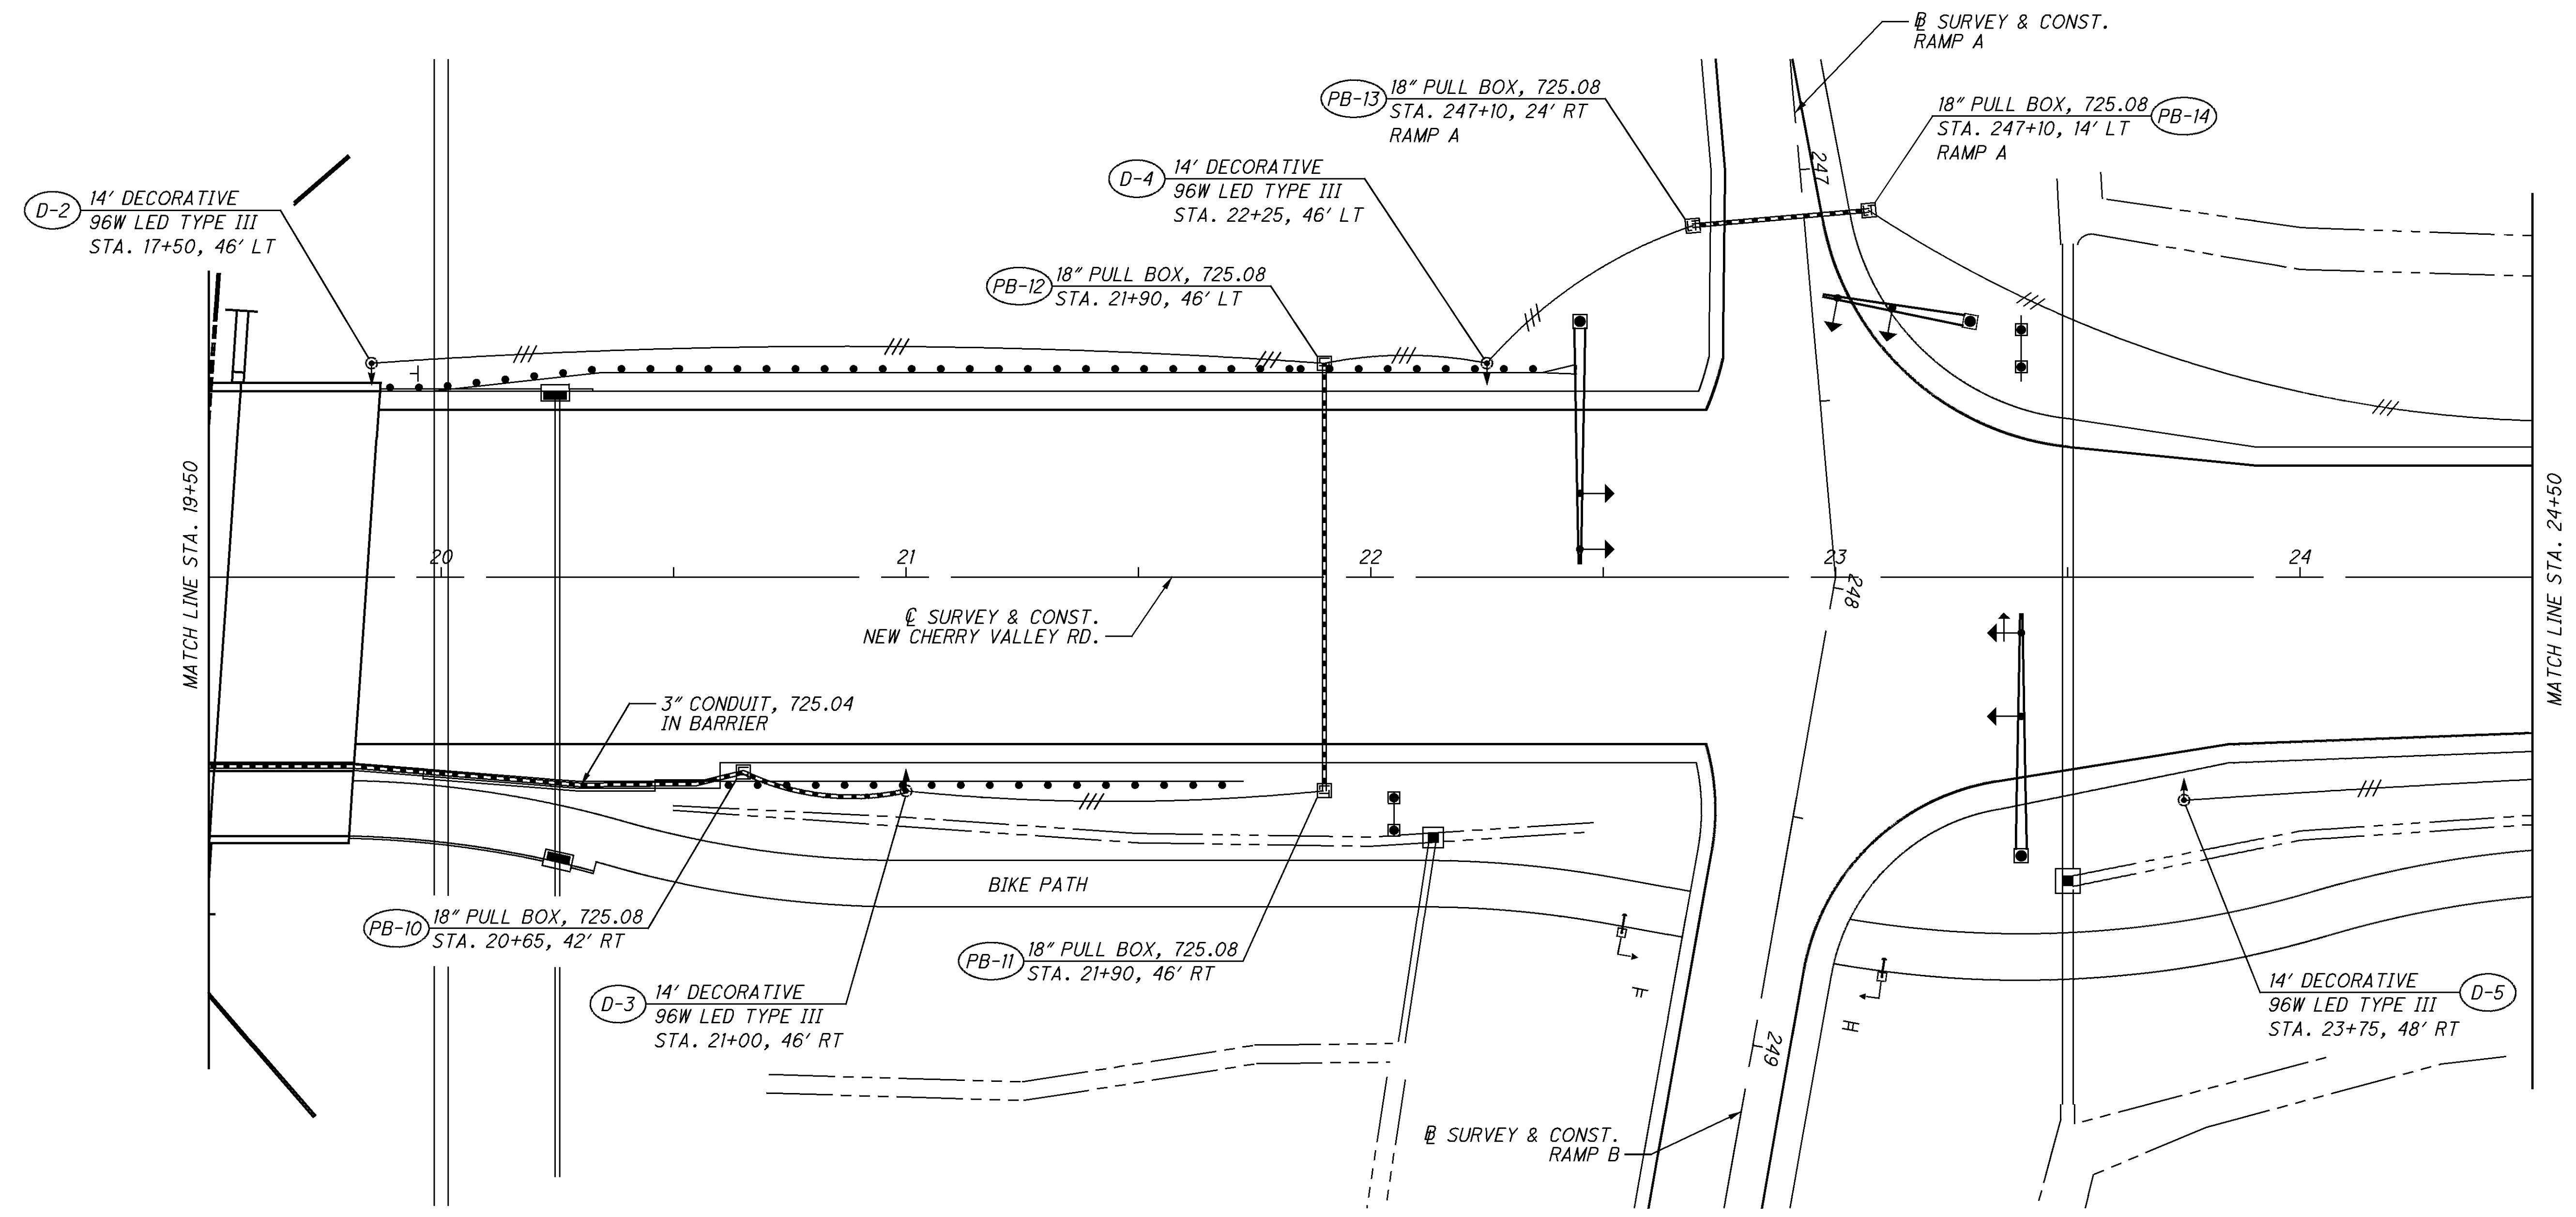 ℄ SURVEY & CONST.
NEW CHERRY VALLEY RD.
B̲L SURVEY & CONST.
RAMP A
B̲L SURVEY & CONST.
RAMP B
D-2
14' DECORATIVE
96W LED TYPE III
STA. 17+50, 46' LT
PB-12
18" PULL BOX, 725.08
STA. 21+90, 46' LT
D-4
14' DECORATIVE
96W LED TYPE III
STA. 22+25, 46' LT
PB-13
18" PULL BOX, 725.08
STA. 247+10, 24' RT
RAMP A
18" PULL BOX, 725.08
PB-14
STA. 247+10, 14' LT
RAMP A
247
MATCH LINE STA. 19+50
20
21
22
23
24
248
MATCH LINE STA. 24+50
3" CONDUIT, 725.04
IN BARRIER
BIKE PATH
PB-10
18" PULL BOX, 725.08
STA. 20+65, 42' RT
PB-11
18" PULL BOX, 725.08
STA. 21+90, 46' RT
D-3
14' DECORATIVE
96W LED TYPE III
STA. 21+00, 46' RT
14' DECORATIVE
D-5
96W LED TYPE III
STA. 23+75, 48' RT
249